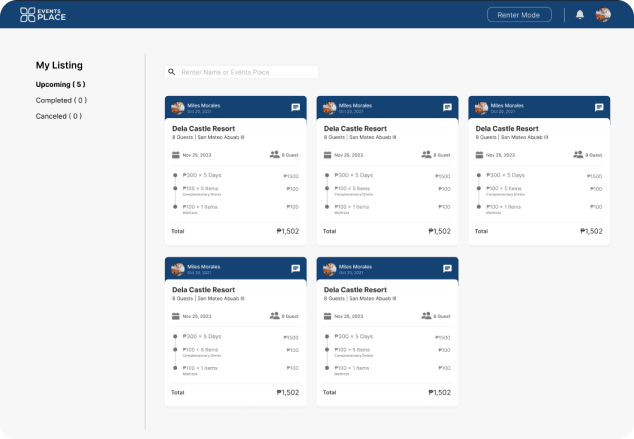 EVENTS
PLACE
Renter Mode
My Listing
Upcoming ( 5 )
Completed ( 0 )
Canceled ( 0 )
Renter Name or Events Place
Miles Morales
Oct 20, 2021
Dela Castle Resort
8 Guests | San Mateo Abuab III
Nov 25, 2023
8 Guest
₱300 × 5 Days ₱1500
₱100 × 5 Items ₱100
Complementary Drinks
₱100 × 1 Items ₱100
Mattress
Total ₱1,502
Miles Morales
Oct 20, 2021
Dela Castle Resort
8 Guests | San Mateo Abuab III
Nov 25, 2023
8 Guest
₱300 × 5 Days ₱1500
₱100 × 5 Items ₱100
Complementary Drinks
₱100 × 1 Items ₱100
Mattress
Total ₱1,502
Miles Morales
Oct 20, 2021
Dela Castle Resort
8 Guests | San Mateo Abuab III
Nov 25, 2023
8 Guest
₱300 × 5 Days ₱1500
₱100 × 5 Items ₱100
Complementary Drinks
₱100 × 1 Items ₱100
Mattress
Total ₱1,502
Miles Morales
Oct 20, 2021
Dela Castle Resort
8 Guests | San Mateo Abuab III
Nov 25, 2023
8 Guest
₱300 × 5 Days ₱1500
₱100 × 5 Items ₱100
Complementary Drinks
₱100 × 1 Items ₱100
Mattress
Total ₱1,502
Miles Morales
Oct 20, 2021
Dela Castle Resort
8 Guests | San Mateo Abuab III
Nov 25, 2023
8 Guest
₱300 × 5 Days ₱1500
₱100 × 5 Items ₱100
Complementary Drinks
₱100 × 1 Items ₱100
Mattress
Total ₱1,502